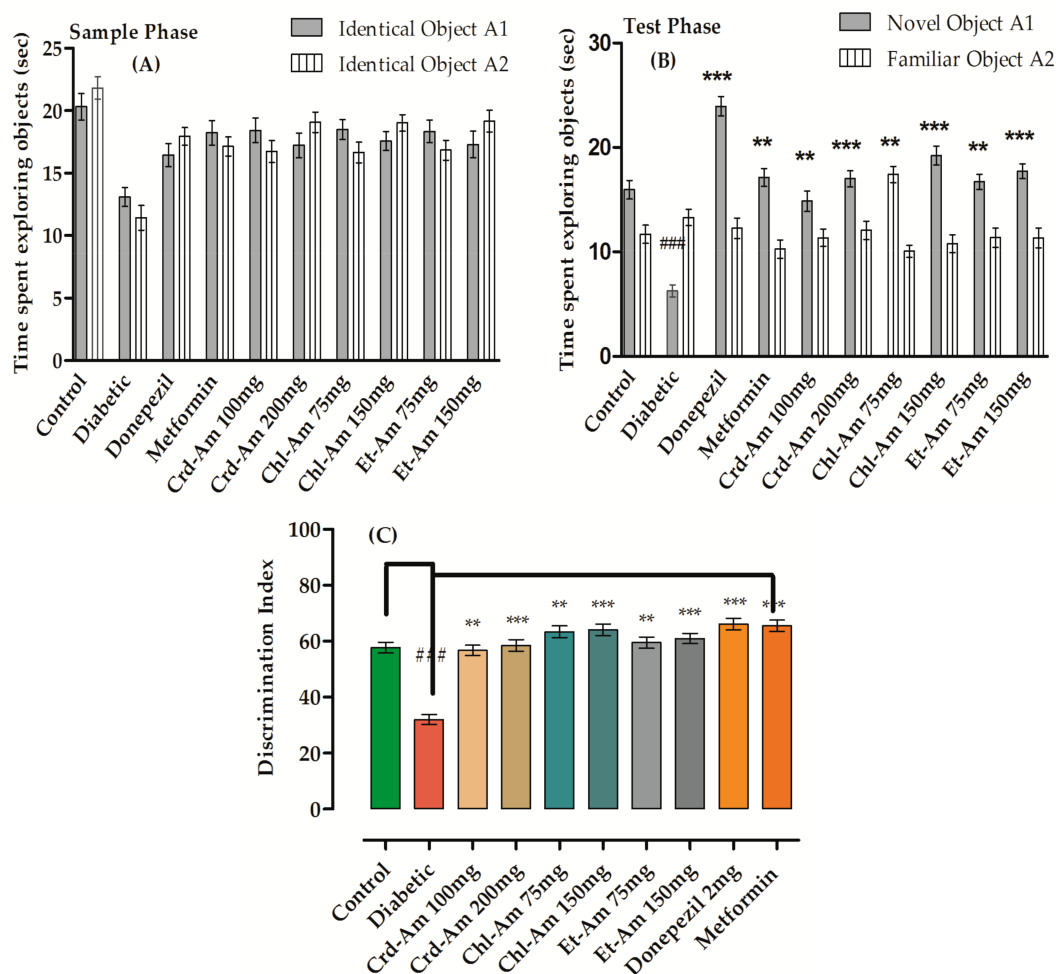 Sample Phase
(A)
Identical Object A1
Identical Object A2
Time spent exploring objects (sec)
25
20
15
10
5
0
Control
Diabetic
Donepezil
Metformin
Crd-Am 100mg
Crd-Am 200mg
Chl-Am 75mg
Chl-Am 150mg
Et-Am 75mg
Et-Am 150mg
Test Phase
(B)
Novel Object A1
Familiar Object A2
Time spent exploring objects (sec)
30
20
10
0
###
***
**
**
***
**
***
**
***
Control
Diabetic
Donepezil
Metformin
Crd-Am 100mg
Crd-Am 200mg
Chl-Am 75mg
Chl-Am 150mg
Et-Am 75mg
Et-Am 150mg
(C)
Discrimination Index
100
80
60
40
20
0
###
**
***
**
***
**
***
***
***
Control
Diabetic
Crd-Am 100mg
Crd-Am 200mg
Chl-Am 75mg
Chl-Am 150mg
Et-Am 75mg
Et-Am 150mg
Donepezil 2mg
Metformin